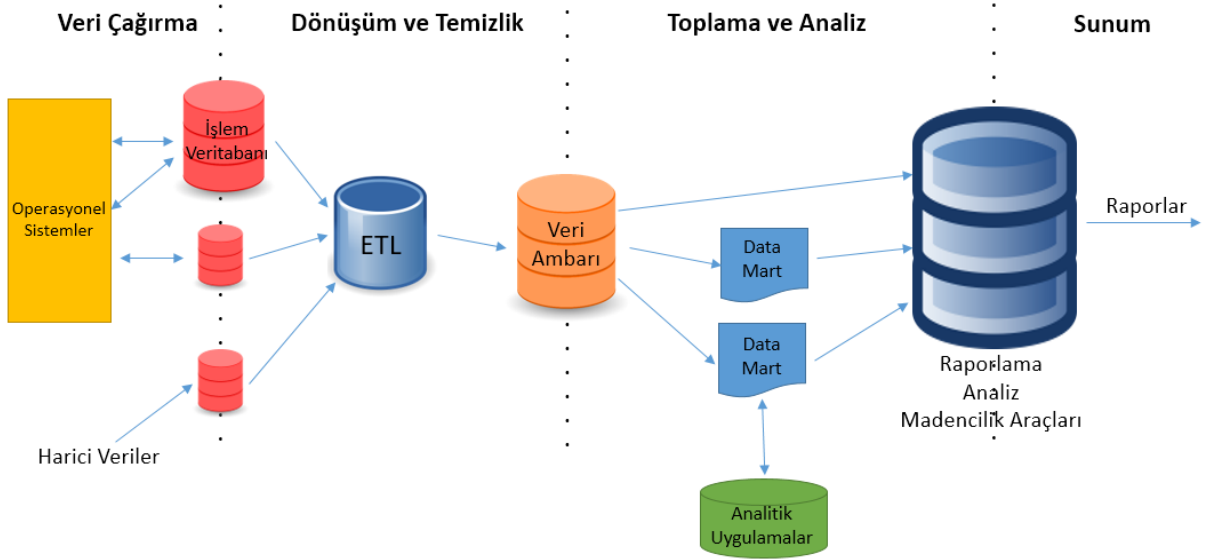 Veri Çağırma
Dönüşüm ve Temizlik
Toplama ve Analiz
Sunum
İşlem
Veritabanı
Operasyonel
Sistemler
Harici Veriler
ETL
Veri
Ambarı
Data
Mart
Data
Mart
Analitik
Uygulamalar
Raporlama
Analiz
Madencilik Araçları
Raporlar